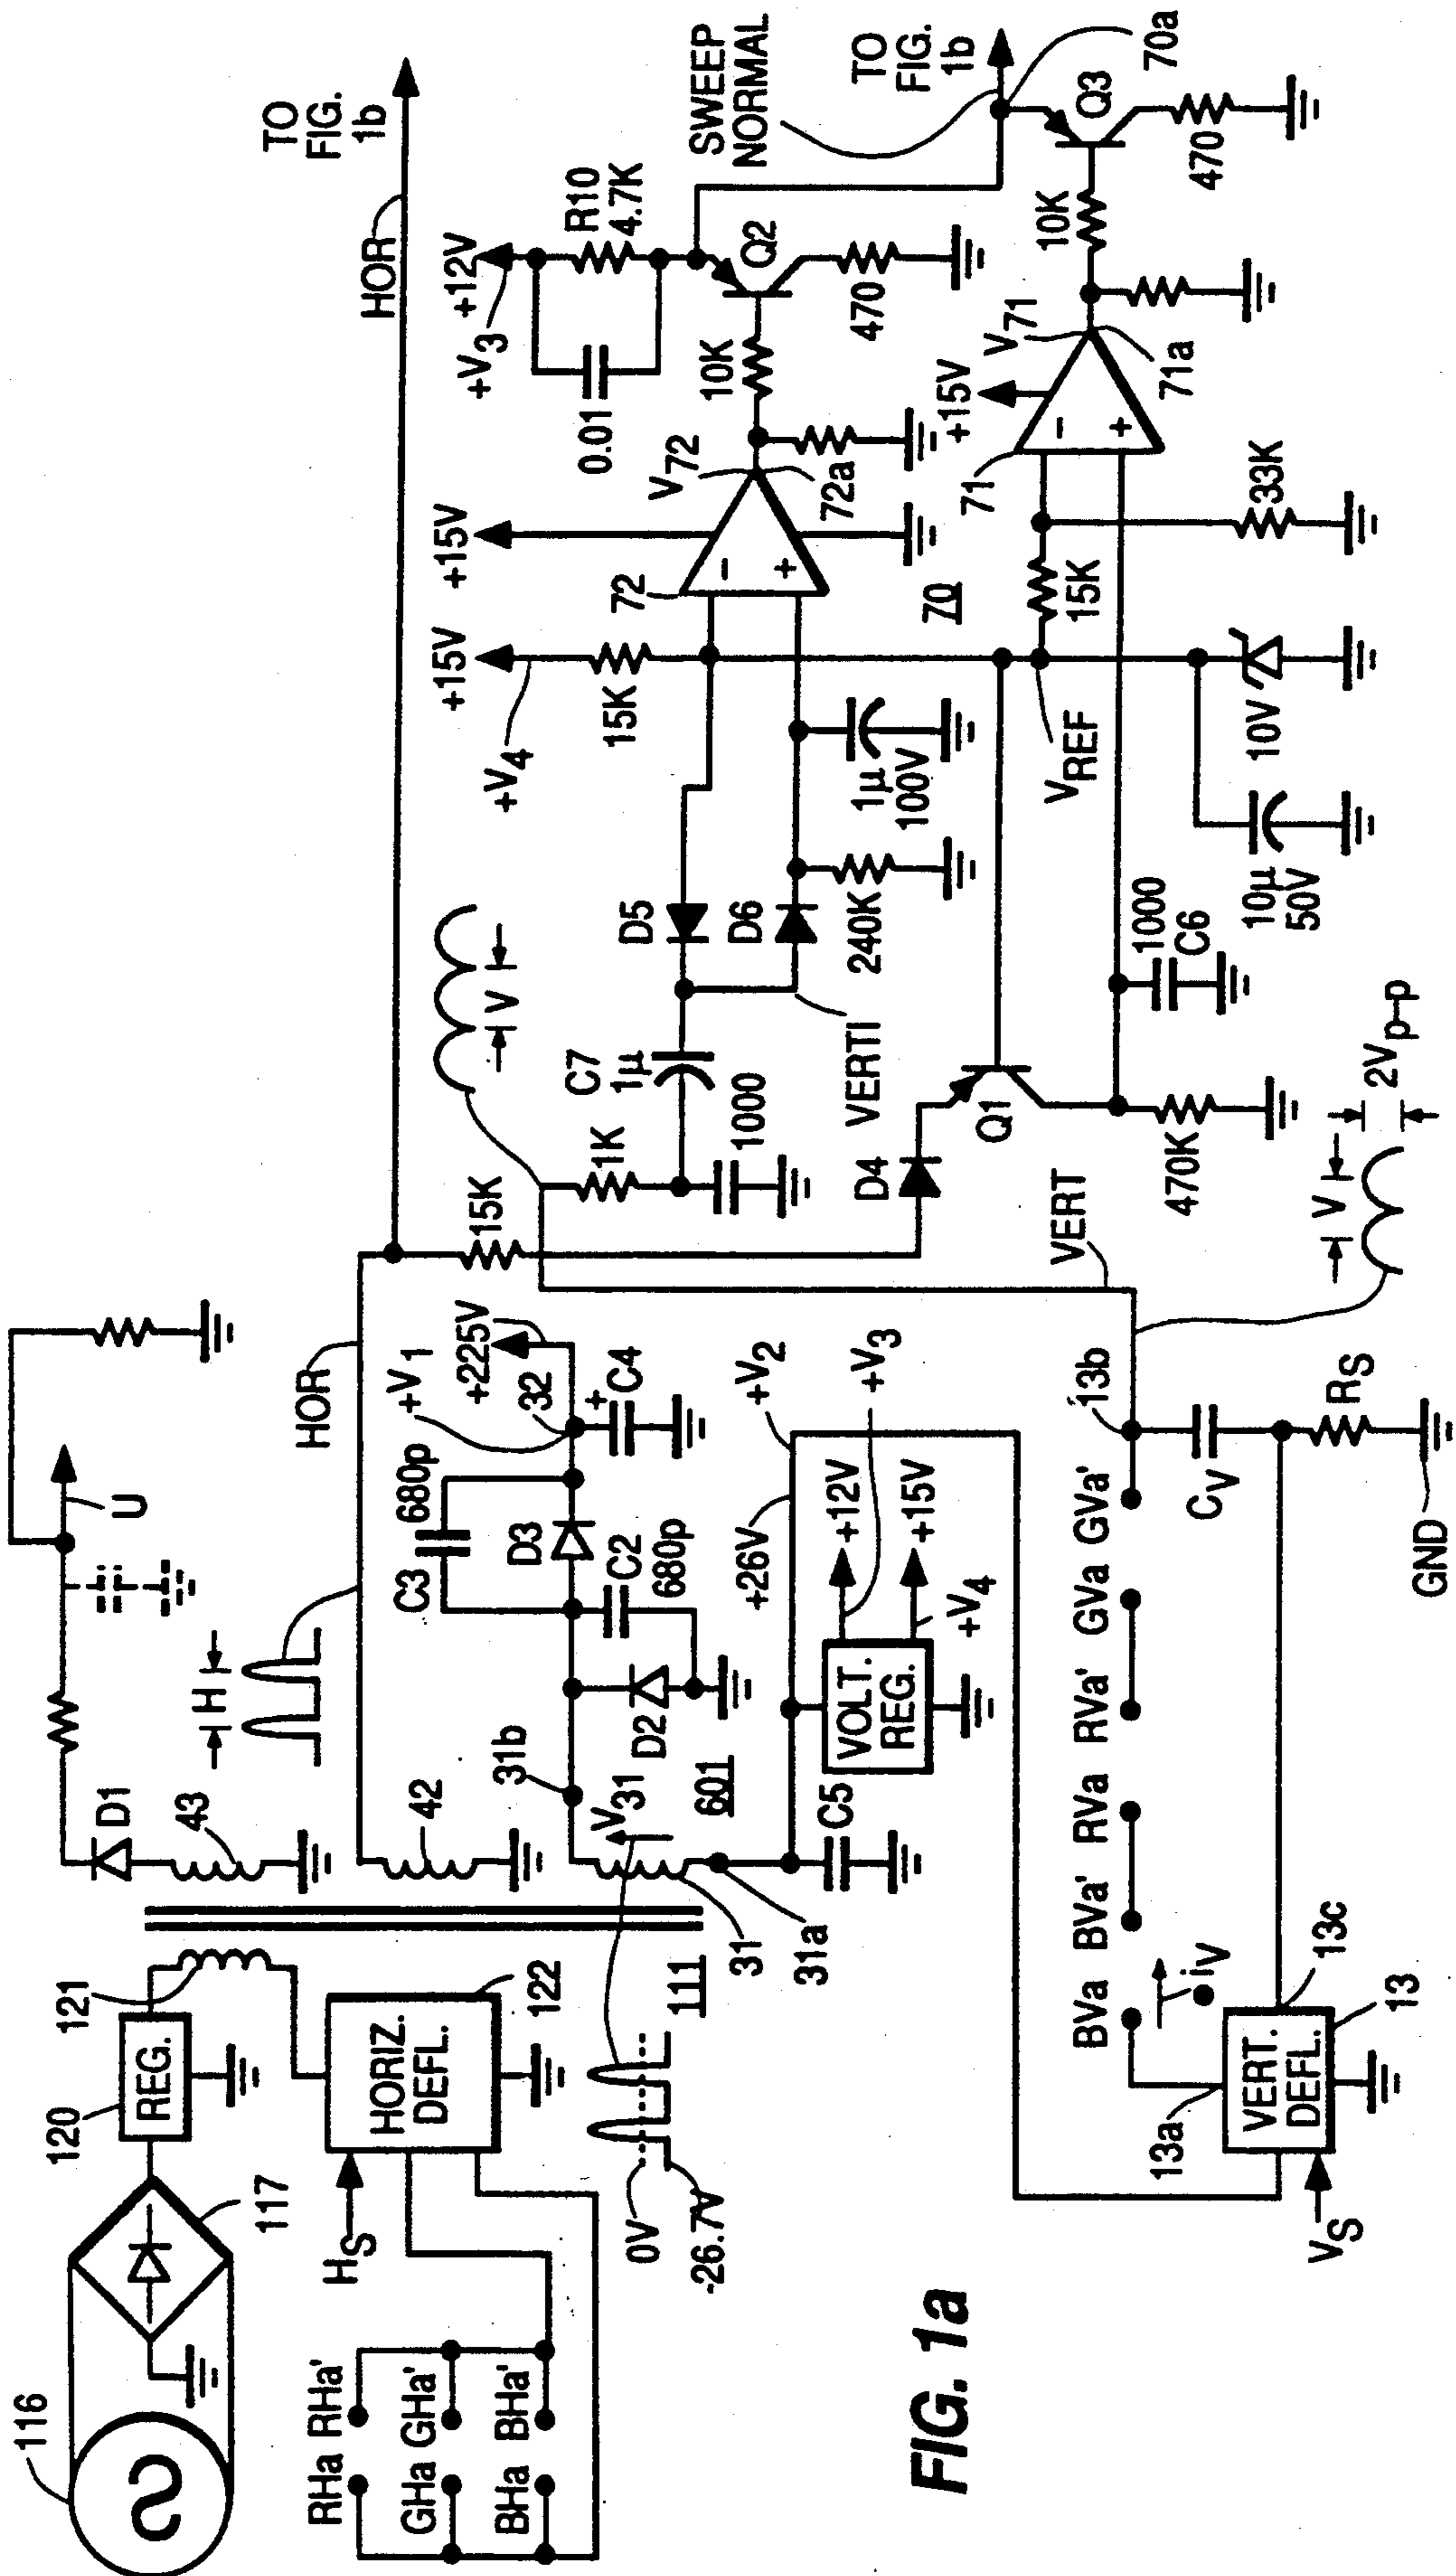 116
117
120
REG.
121
HORIZ.
DEFL.
122
HS
RHa RHa'
GHa GHa'
BHa BHa'
0V
-26.7V
111
43
D1
U
H
42
HOR
31b
V31
31
31a
601
D2
C2
680p
C3
680p
D3
32
+V1
+225V
+
C4
C5
+26V
+V2
VOLT.
REG.
+12V
+15V
+V3
+V4
VS
VERT.
DEFL.
13
13a
13c
iV
BVa BVa' RVa RVa' GVa GVa'
13b
CV
RS
GND
VERT
V
2Vp-p
HOR
TO
FIG.
1b
15K
1K
1000
C7
1µ
V
D5
D6
VERTI
240K
1µ
100V
D4
Q1
470K
1000
C6
10µ
50V
10V
VREF
+V4
+15V
15K
72
-
+
+15V
V72
72a
70
15K
33K
71
-
+
+15V
V71
71a
10K
Q2
470
0.01
+V3
+12V
R10
4.7K
10K
Q3
470
70a
SWEEP
NORMAL
TO
FIG.
1b
FIG. 1a